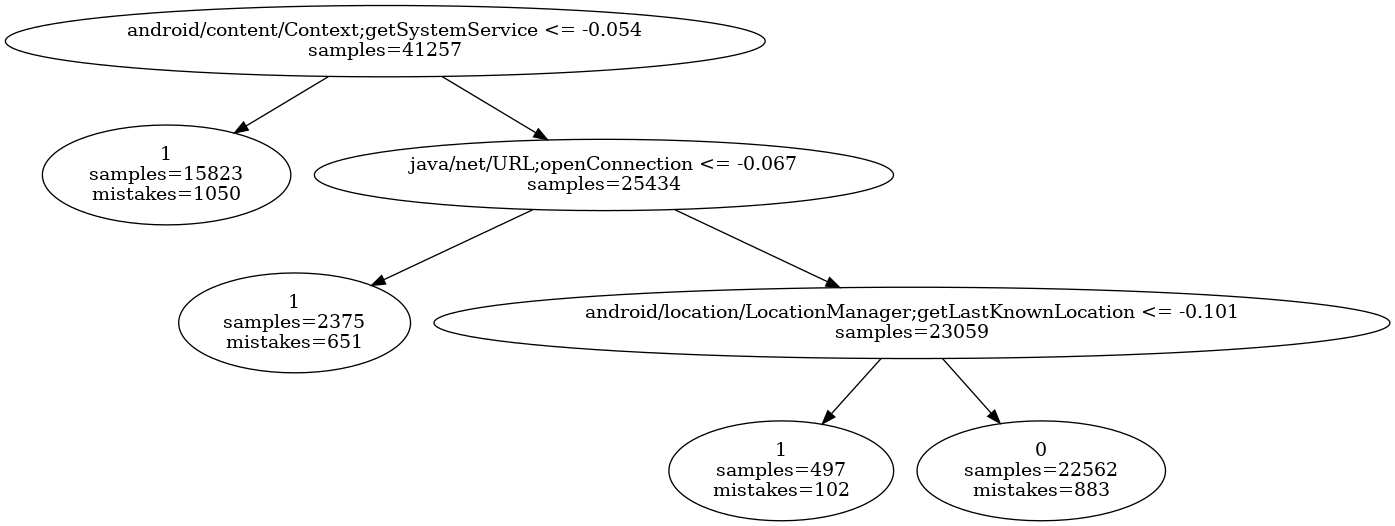 android/content/Context;getSystemService <= -0.054
samples=41257
1
samples=15823
mistakes=1050
java/net/URL;openConnection <= -0.067
samples=25434
1
samples=2375
mistakes=651
android/location/LocationManager;getLastKnownLocation <= -0.101
samples=23059
1
samples=497
mistakes=102
0
samples=22562
mistakes=883